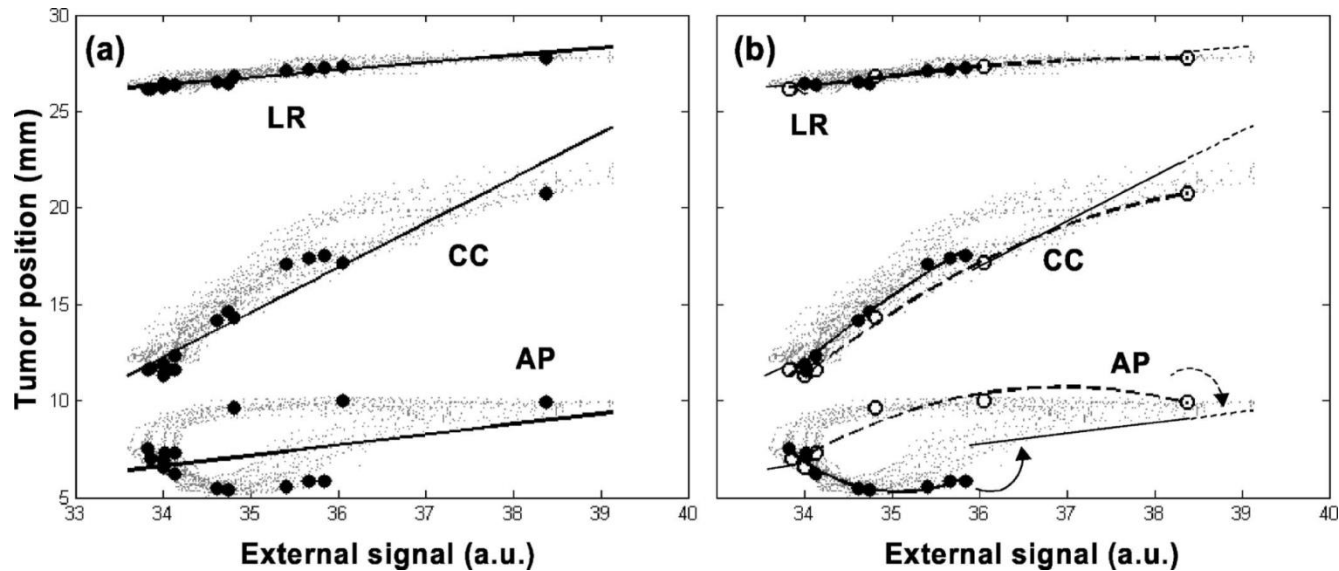 (a)
30
25
20
15
10
5
33
34
35
36
37
38
39
40
LR
CC
AP
Tumor position (mm)
External signal (a.u.)
(b)
34
35
36
37
38
39
40
LR
CC
AP
External signal (a.u.)